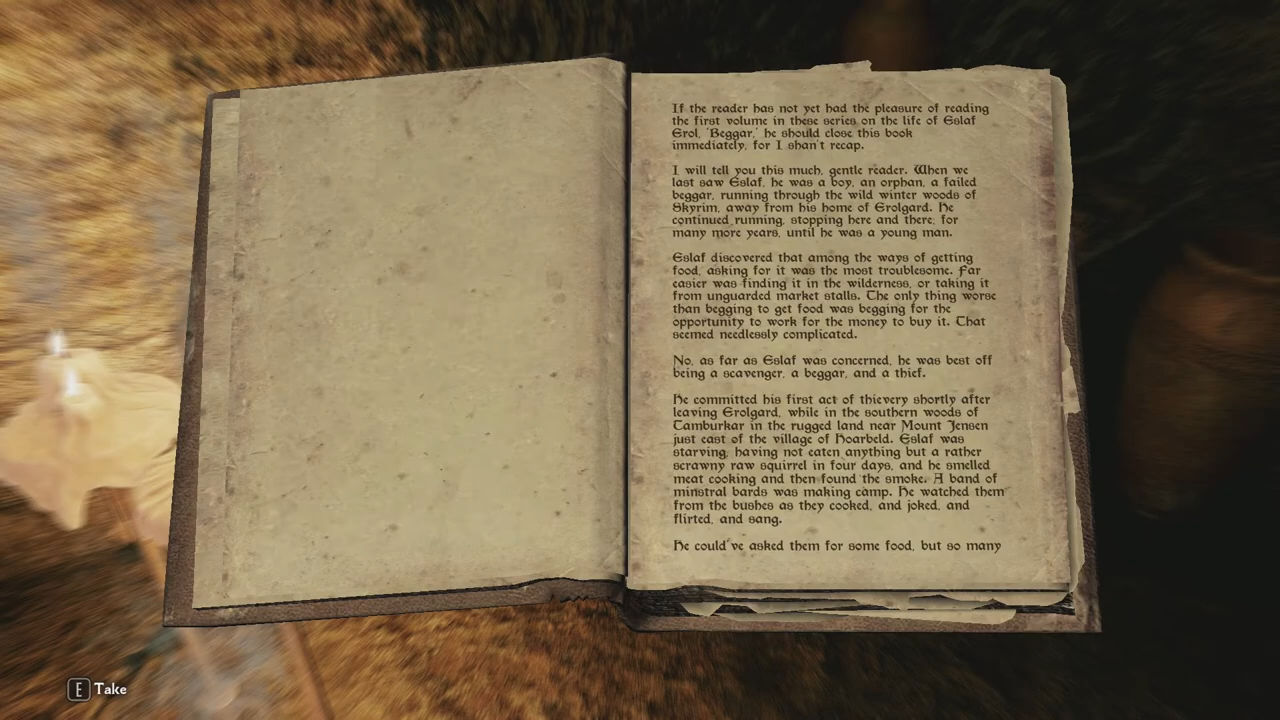 If the reader has not yet had the pleasure of reading
the first volume in these series on the life of Eslaf
Erol, 'Beggar,' he should close this book
immediately, for I shan't recap.
I will tell you this much, gentle reader. When we
last saw Eslaf, he was a boy, an orphan, a failed
beggar, running through the wild winter woods of
Skyrim, away from his home of Erolgard. He
continued running, stopping here and there, for
many more years, until he was a young man.
Eslaf discovered that among the ways of getting
food, asking for it was the most troublesome. Far
easier was finding it in the wilderness, or taking it
from unguarded market stalls. The only thing worse
than begging to get food was begging for the
opportunity to work for the money to buy it. That
seemed needlessly complicated.
No, as far as Eslaf was concerned, he was best off
being a scavenger, a beggar, and a thief.
He committed his first act of thievery shortly after
leaving Erolgard, while in the southern woods of
Tamburkar in the rugged land near Mount Jensen
just east of the village of Hoarbeld. Eslaf was
starving, having not eaten anything but a rather
scrawny raw squirrel in four days, and he smelled
meat cooking and then found the smoke. A band of
minstral bards was making camp. He watched them
from the bushes as they cooked, and joked, and
flirted, and sang.
He could've asked them for some food, but so many
E Take